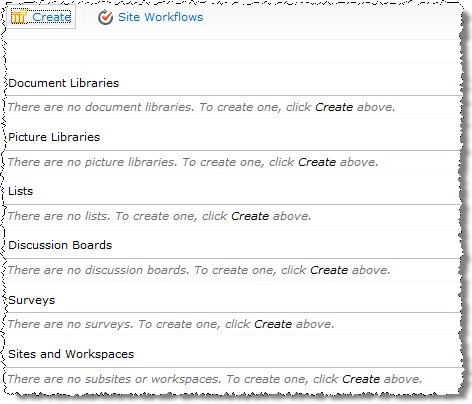 Create Site Workflows
Document Libraries
There are no document libraries. To create one, click Create above.
Picture Libraries
There are no picture libraries. To create one, click Create above.
Lists
There are no lists. To create one, click Create above.
Discussion Boards
There are no discussion boards. To create one, click Create above.
Surveys
There are no surveys. To create one, click Create above.
Sites and Workspaces
There are no subsites or workspaces. To create one, click Create above.